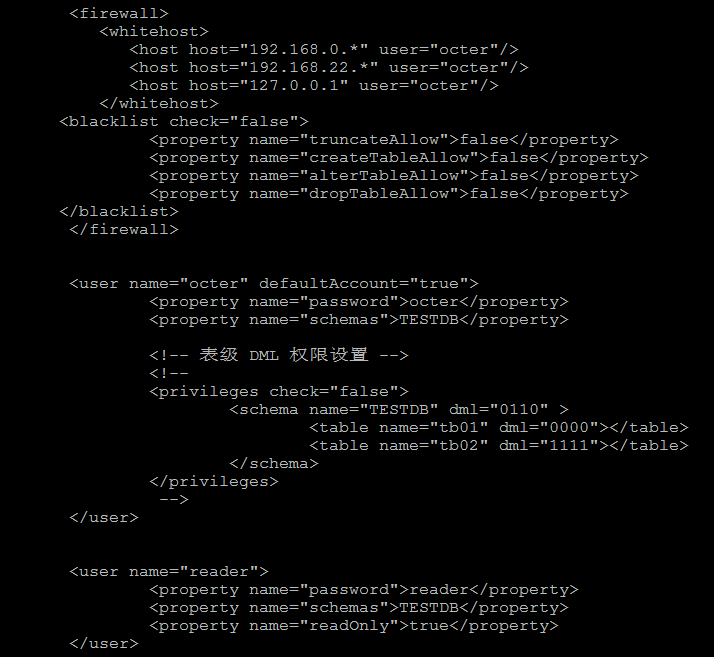 <firewall>
<whitehost>
<host host="192.168.0.*" user="octer"/>
<host host="192.168.22.*" user="octer"/>
<host host="127.0.0.1" user="octer"/>
</whitehost>
<blacklist check="false">
<property name="truncateAllow">false</property>
<property name="createTableAllow">false</property>
<property name="alterTableAllow">false</property>
<property name="dropTableAllow">false</property>
</blacklist>
</firewall>
<user name="octer" defaultAccount="true">
<property name="password">octer</property>
<property name="schemas">TESTDB</property>
<!-- 表级 DML 权限设置 -->
<!--
<privileges check="false">
<schema name="TESTDB" dml="0110" >
<table name="tb01" dml="0000"></table>
<table name="tb02" dml="1111"></table>
</schema>
</privileges>
-->
</user>
<user name="reader">
<property name="password">reader</property>
<property name="schemas">TESTDB</property>
<property name="readOnly">true</property>
</user>